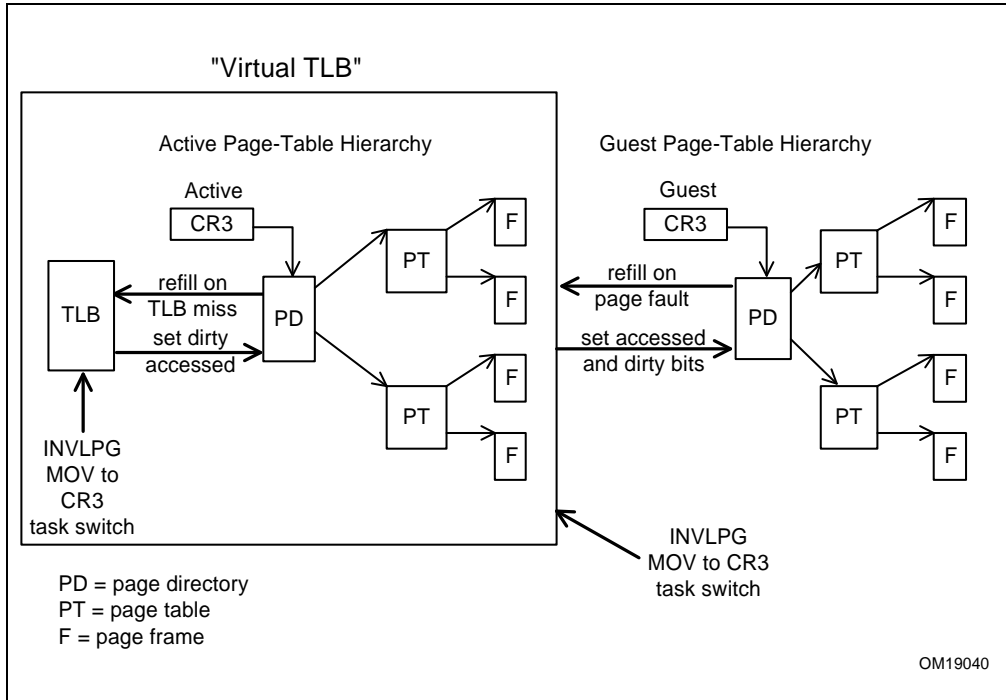 "Virtual TLB"
Active Page-Table Hierarchy
Guest Page-Table Hierarchy
Active
CR3
TLB
refill on
TLB miss
set dirty
accessed
PD
PT
F
F
PT
F
F
INVLPG
MOV to
CR3
task switch
Guest
CR3
refill on
page fault
set accessed
and dirty bits
PD
PT
F
F
PT
F
F
INVLPG
MOV to CR3
task switch
PD = page directory
PT = page table
F = page frame
OM19040